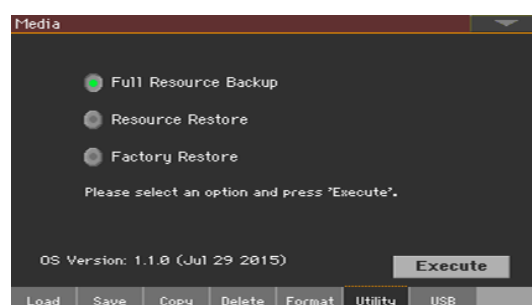 Media
Full Resource Backup
Resource Restore
Factory Restore
Please select an option and press 'Execute'.
OS Version: 1.1.0 (Jul 29 2015)
Execute
Load Save Copy Delete Format Utility USB